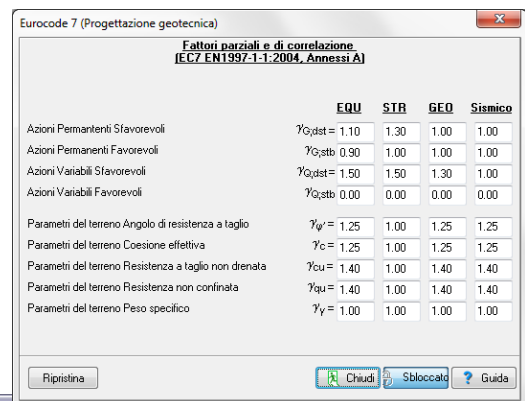 Eurocode 7 (Progettazione geotecnica)
Fattori parziali e di correlazione
(EC7 EN1997-1-1:2004, Annessi A)
EQU STR GEO Sismico
Azioni Permantenti Sfavorevoli γG;dst = 1.10 1.30 1.00 1.00
Azioni Permanenti Favorevoli γG;stb 0.90 1.00 1.00 1.00
Azioni Variabili Sfavorevoli γQ;dst = 1.50 1.50 1.30 1.00
Azioni Variabili Favorevoli γQ;stb 0.00 0.00 0.00 0.00
Parametri del terreno Angolo di resistenza a taglio γφ' = 1.25 1.00 1.25 1.25
Parametri del terreno Coesione effettiva γc = 1.25 1.00 1.25 1.25
Parametri del terreno Resistenza a taglio non drenata γcu = 1.40 1.00 1.40 1.40
Parametri del terreno Resistenza non confinata γqu = 1.40 1.00 1.40 1.40
Parametri del terreno Peso specifico γγ = 1.00 1.00 1.00 1.00
Ripristina Chiudi Sbloccato ? Guida